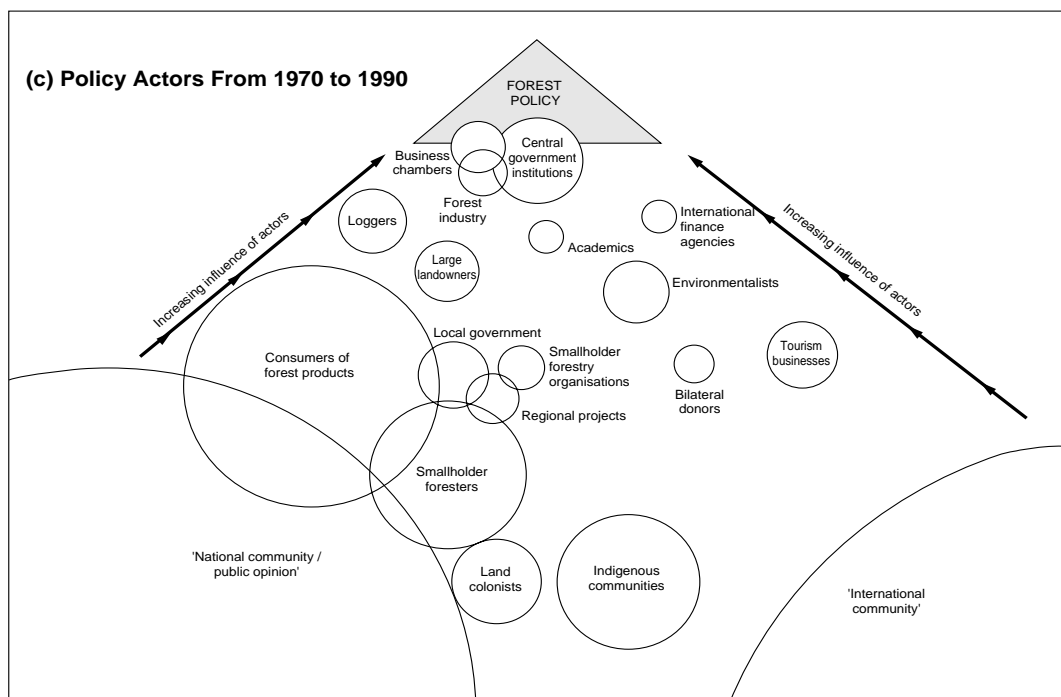 (c) Policy Actors From 1970 to 1990
FOREST
POLICY
Business
chambers
Central
government
institutions
Forest
industry
Loggers
International
finance
agencies
Academics
Large
landowners
Environmentalists
Increasing influence of actors
Increasing influence of actors
Local government
Consumers of
forest products
Smallholder
forestry
organisations
Tourism
businesses
Bilateral
donors
Regional projects
Smallholder
foresters
'National community /
public opinion'
Land
colonists
Indigenous
communities
'International
community'